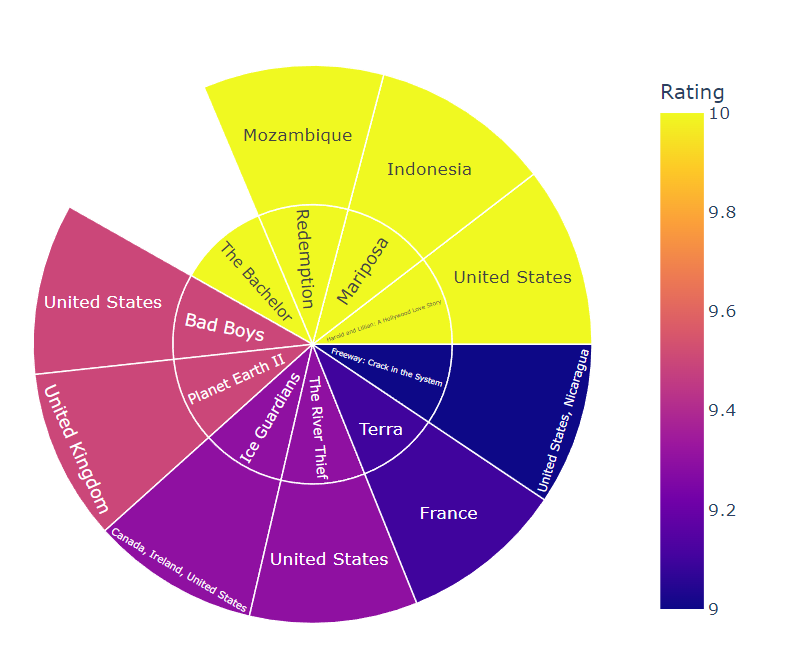 Rating
10
9.8
9.6
9.4
9.2
9
Mozambique
Indonesia
United States
Redemption
Mariposa
The Bachelor
Harold and Lillian: A Hollywood Love Story
United States
Bad Boys
Freeway: Crack in the System
United States, Nicaragua
Planet Earth II
United Kingdom
Ice Guardians
The River Thief
Terra
France
Canada, Ireland, United States
United States